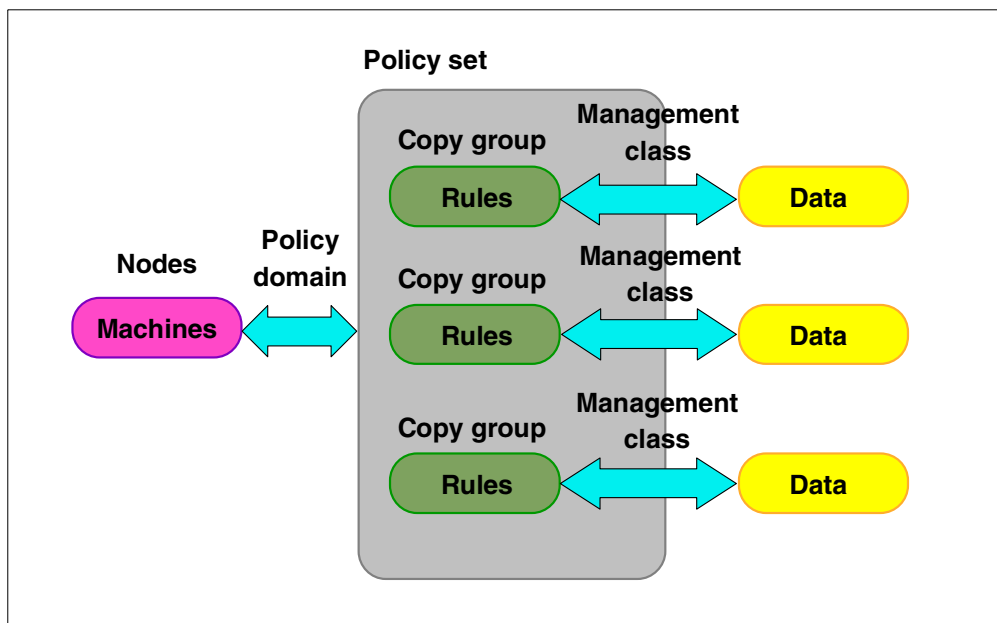 Policy set
Copy group
Management
class
Rules
Data
Nodes
Policy
domain
Machines
Copy group
Management
class
Rules
Data
Copy group
Management
class
Rules
Data